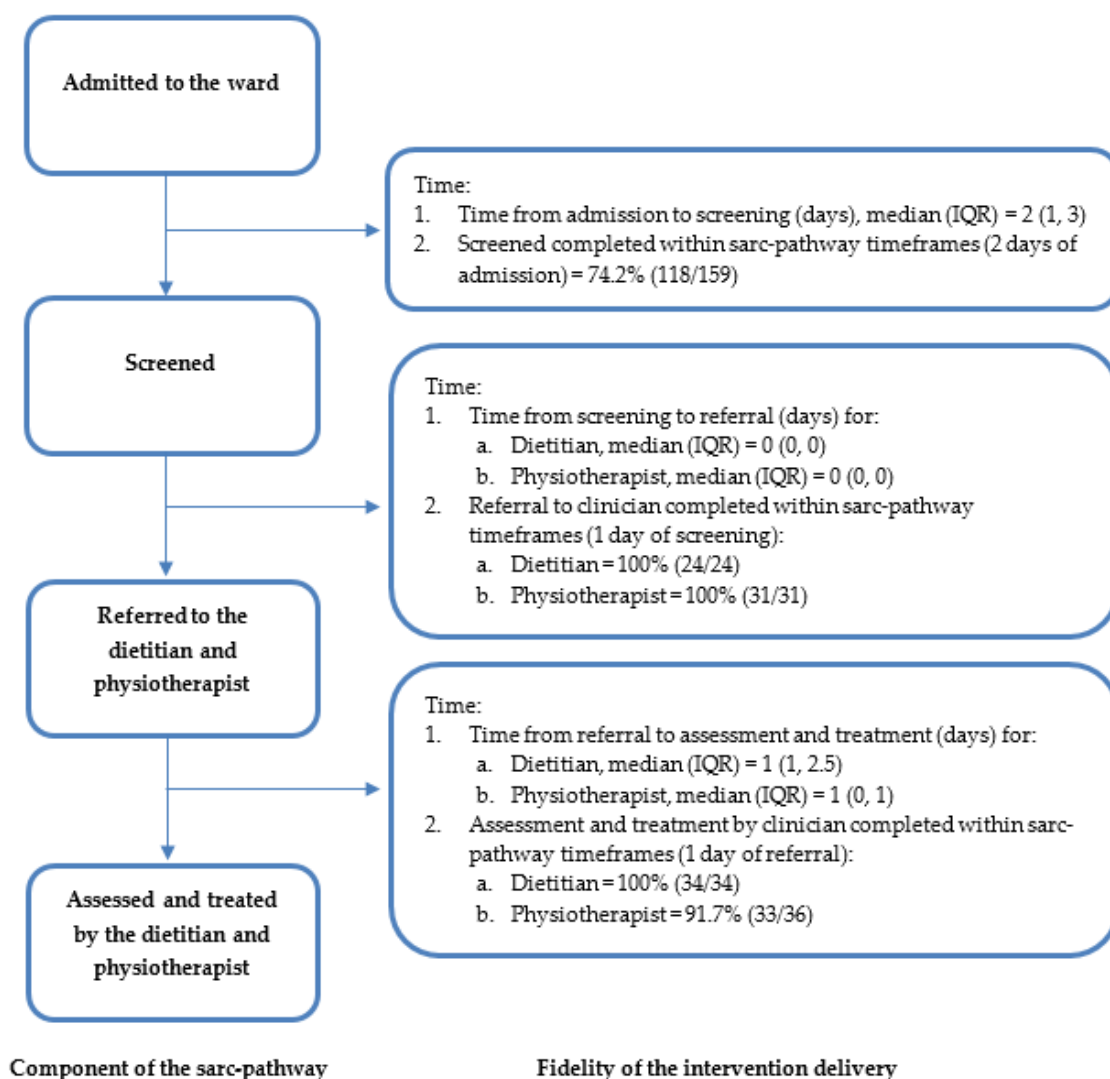 Admitted to the ward
Time:
1. Time from admission to screening (days), median (IQR) = 2 (1, 3)
2. Screened completed within sarc-pathway timeframes (2 days of
admission) = 74.2% (118/159)
Screened
Time:
1. Time from screening to referral (days) for:
a. Dietitian, median (IQR) = 0 (0, 0)
b. Physiotherapist, median (IQR) = 0 (0, 0)
2. Referral to clinician completed within sarc-pathway
timeframes (1 day of screening):
a. Dietitian = 100% (24/24)
b. Physiotherapist = 100% (31/31)
Referred to the
dietitian and
physiotherapist
Time:
1. Time from referral to assessment and treatment (days) for:
a. Dietitian, median (IQR) = 1 (1, 2.5)
b. Physiotherapist, median (IQR) = 1 (0, 1)
2. Assessment and treatment by clinician completed within sarc-
pathway timeframes (1 day of referral):
a. Dietitian = 100% (34/34)
b. Physiotherapist = 91.7% (33/36)
Assessed and treated
by the dietitian and
physiotherapist
Component of the sarc-pathway
Fidelity of the intervention delivery